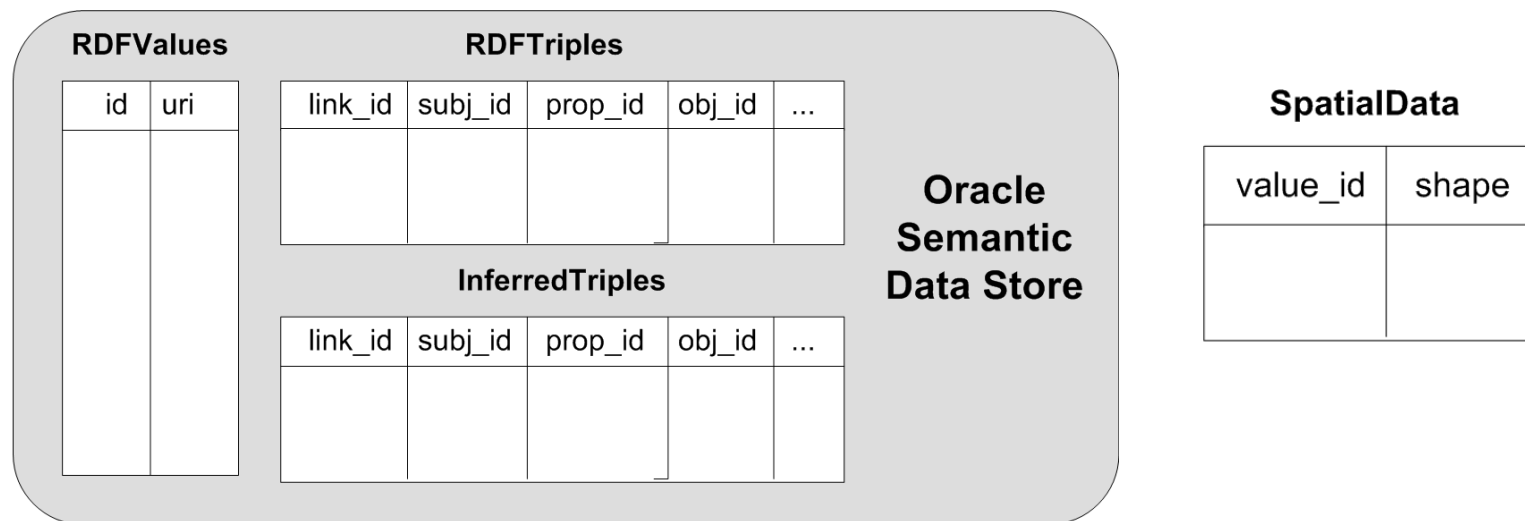 RDFValues
id uri
RDFTriples
link_id subj_id prop_id obj_id ...
InferredTriples
link_id subj_id prop_id obj_id ...
Oracle
Semantic
Data Store
SpatialData
value_id shape